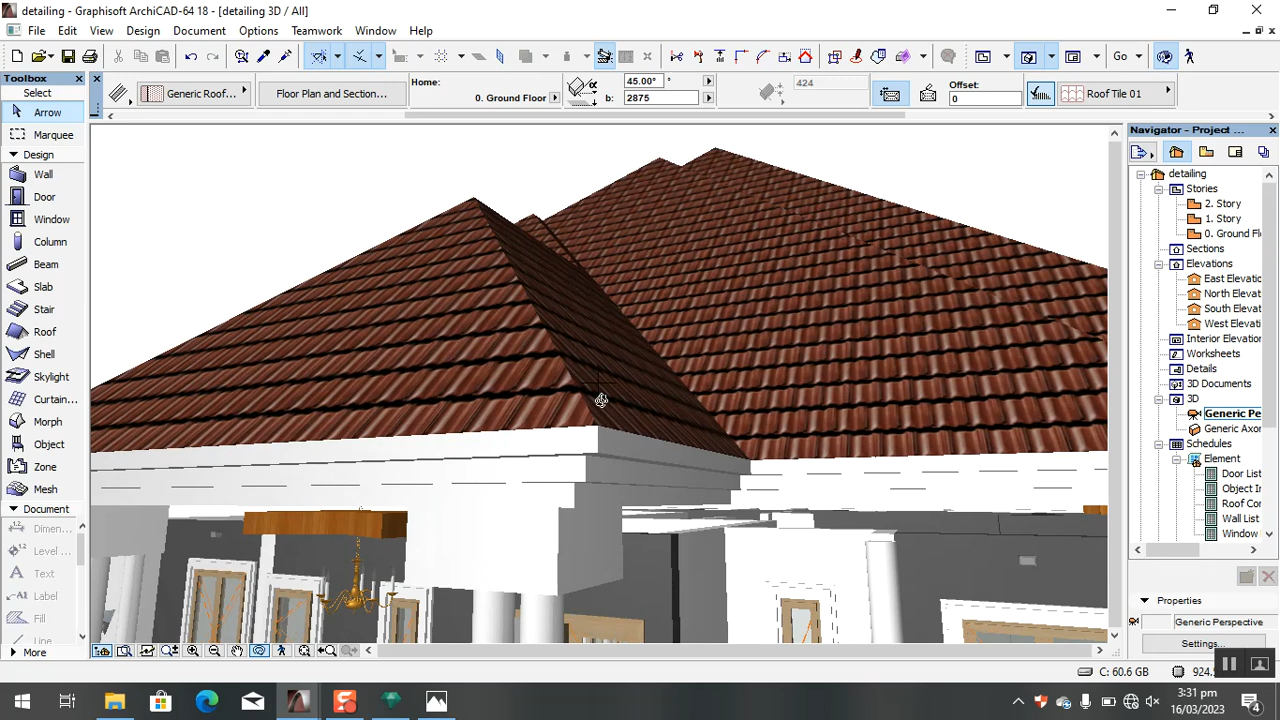 detailing - Graphisoft ArchiCAD-64 18 - [detailing 3D / All]
File Edit View Design Document Options Teamwork Window Help
Go
Toolbox
Select
Arrow
Marquee
Design
Wall
Door
Window
Column
Beam
Slab
Stair
Roof
Shell
Skylight
Curtain...
Morph
Object
Zone
Mesh
Document
Dimen...
Level ...
Text
Label
Fill
Line
More
Generic Roof...
Floor Plan and Section...
Home:
0. Ground Floor
α
45.00° °
b: 2875
424
Offset:
0
Roof Tile 01
Navigator - Project ...
detailing
Stories
2. Story
1. Story
0. Ground Fl
Sections
Elevations
East Elevat
North Elevat
South Elevat
West Elevati
Interior Elevation
Worksheets
Details
3D Documents
3D
Generic Pe
Generic Axon
Schedules
Element
Door List
Object In
Roof Cor
Wall List
Window
Properties
Generic Perspective
Settings...
C: 60.6 GB
924.
3:31 pm
16/03/2023
4